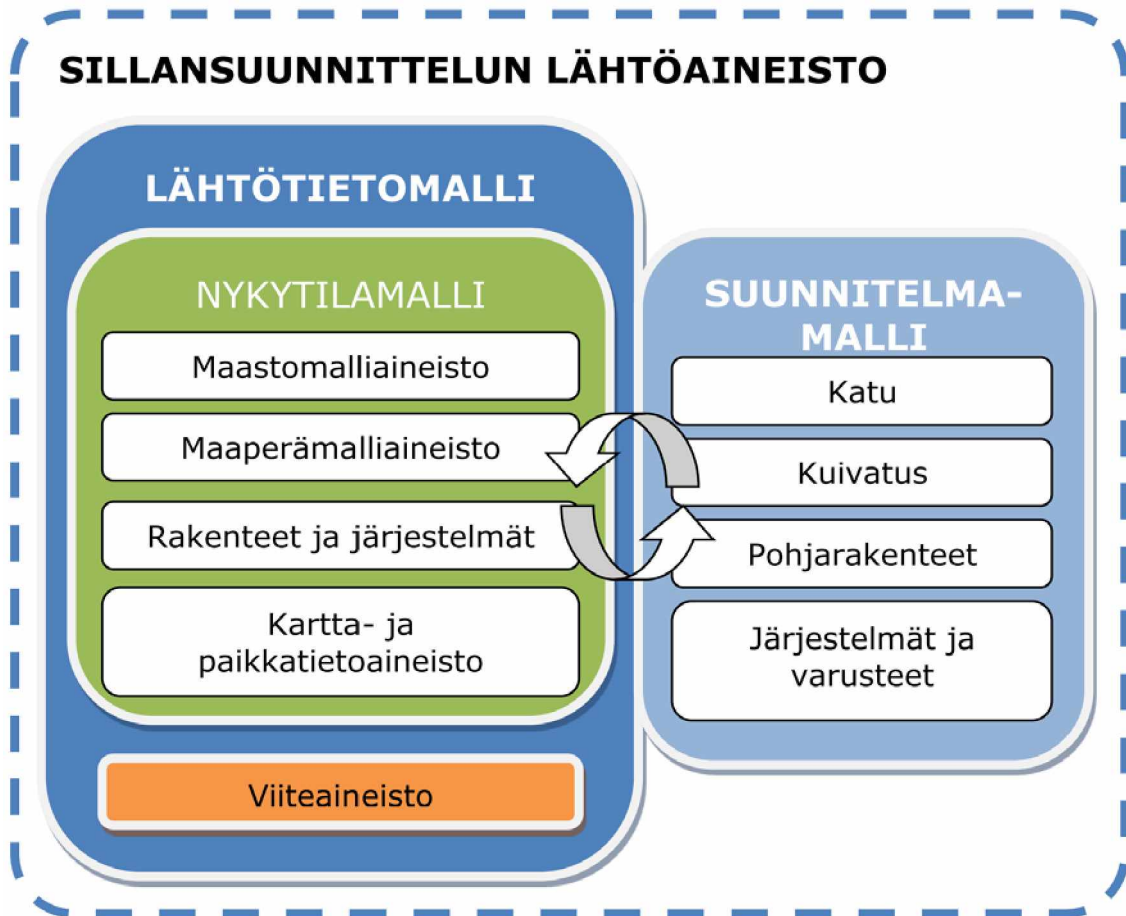 SILLANSUUNNITTELUN LÄHTÖAINEISTO
LÄHTÖTIETOMALLI
NYKYTILAMALLI
Maastomalliaineisto
Maaperämalliaineisto
Rakenteet ja järjestelmät
Kartta- ja
paikkatietoaineisto
Viiteaineisto
SUUNNITELMA-
MALLI
Katu
Kuivatus
Pohjarakenteet
Järjestelmät ja
varusteet